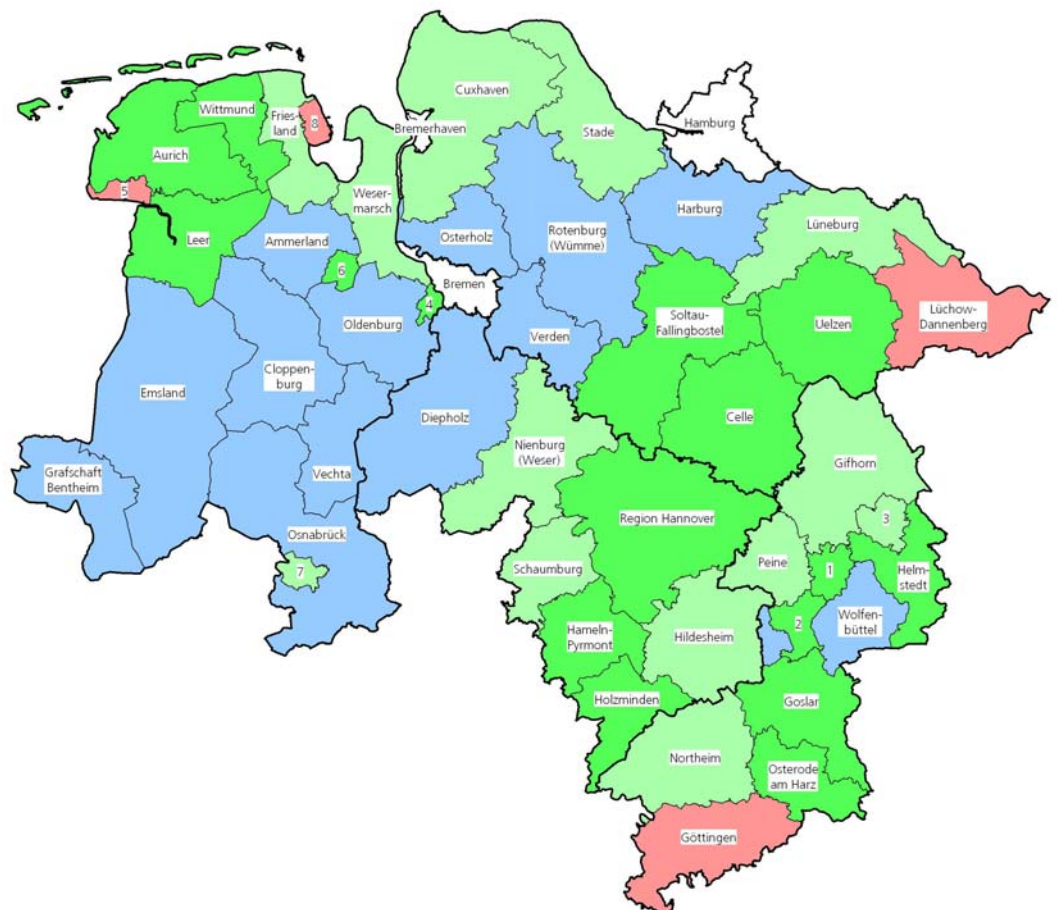 Cuxhaven
Wittmund
Fries-
land
8
Bremerhaven
Hamburg
Stade
Aurich
5
Weser-
marsch
Leer
Ammerland
Osterholz
Rotenburg
(Wümme)
Harburg
Lüneburg
6
Bremen
4
Oldenburg
Soltau-
Fallingbostel
Uelzen
Lüchow-
Dannenberg
Verden
Cloppen-
burg
Emsland
Diepholz
Celle
Nienburg
(Weser)
Gifhorn
Grafschaft
Bentheim
Vechta
Region Hannover
3
Osnabrück
7
Schaumburg
Peine
1
Helm-
stedt
Hameln-
Pyrmont
Hildesheim
2
Wolfen-
büttel
Holzminden
Goslar
Northeim
Osterode
am Harz
Göttingen